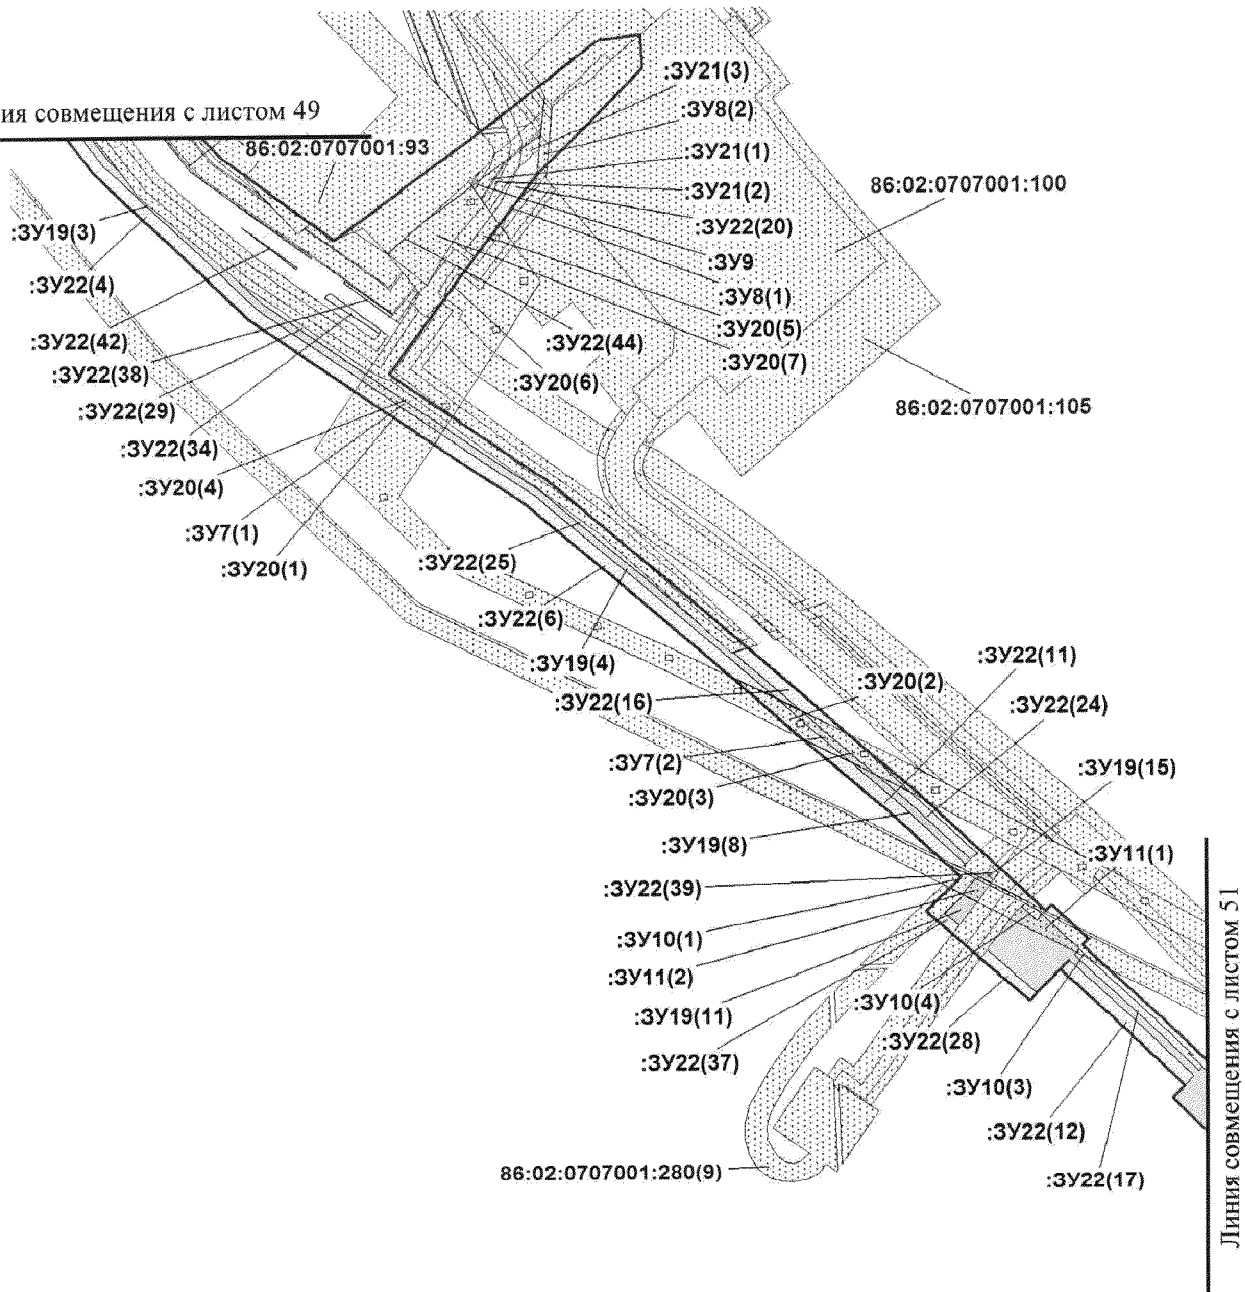 ия совмещения с листом 49
86:02:0707001:93
:ЗУ21(3)
:ЗУ8(2)
:ЗУ21(1)
:ЗУ21(2)
:ЗУ22(20)
:ЗУ9
:ЗУ8(1)
:ЗУ20(5)
:ЗУ20(7)
86:02:0707001:100
86:02:0707001:105
:ЗУ19(3)
:ЗУ22(4)
:ЗУ22(42)
:ЗУ22(38)
:ЗУ22(29)
:ЗУ22(34)
:ЗУ20(4)
:ЗУ7(1)
:ЗУ20(1)
:ЗУ22(44)
:ЗУ20(6)
:ЗУ22(25)
:ЗУ22(6)
:ЗУ19(4)
:ЗУ22(16)
:ЗУ7(2)
:ЗУ20(3)
:ЗУ19(8)
:ЗУ22(39)
:ЗУ10(1)
:ЗУ11(2)
:ЗУ19(11)
:ЗУ22(37)
:ЗУ22(11)
:ЗУ20(2)
:ЗУ22(24)
:ЗУ19(15)
:ЗУ11(1)
:ЗУ10(4)
:ЗУ22(28)
:ЗУ10(3)
:ЗУ22(12)
:ЗУ22(17)
86:02:0707001:280(9)
Линия совмещения с листом 51